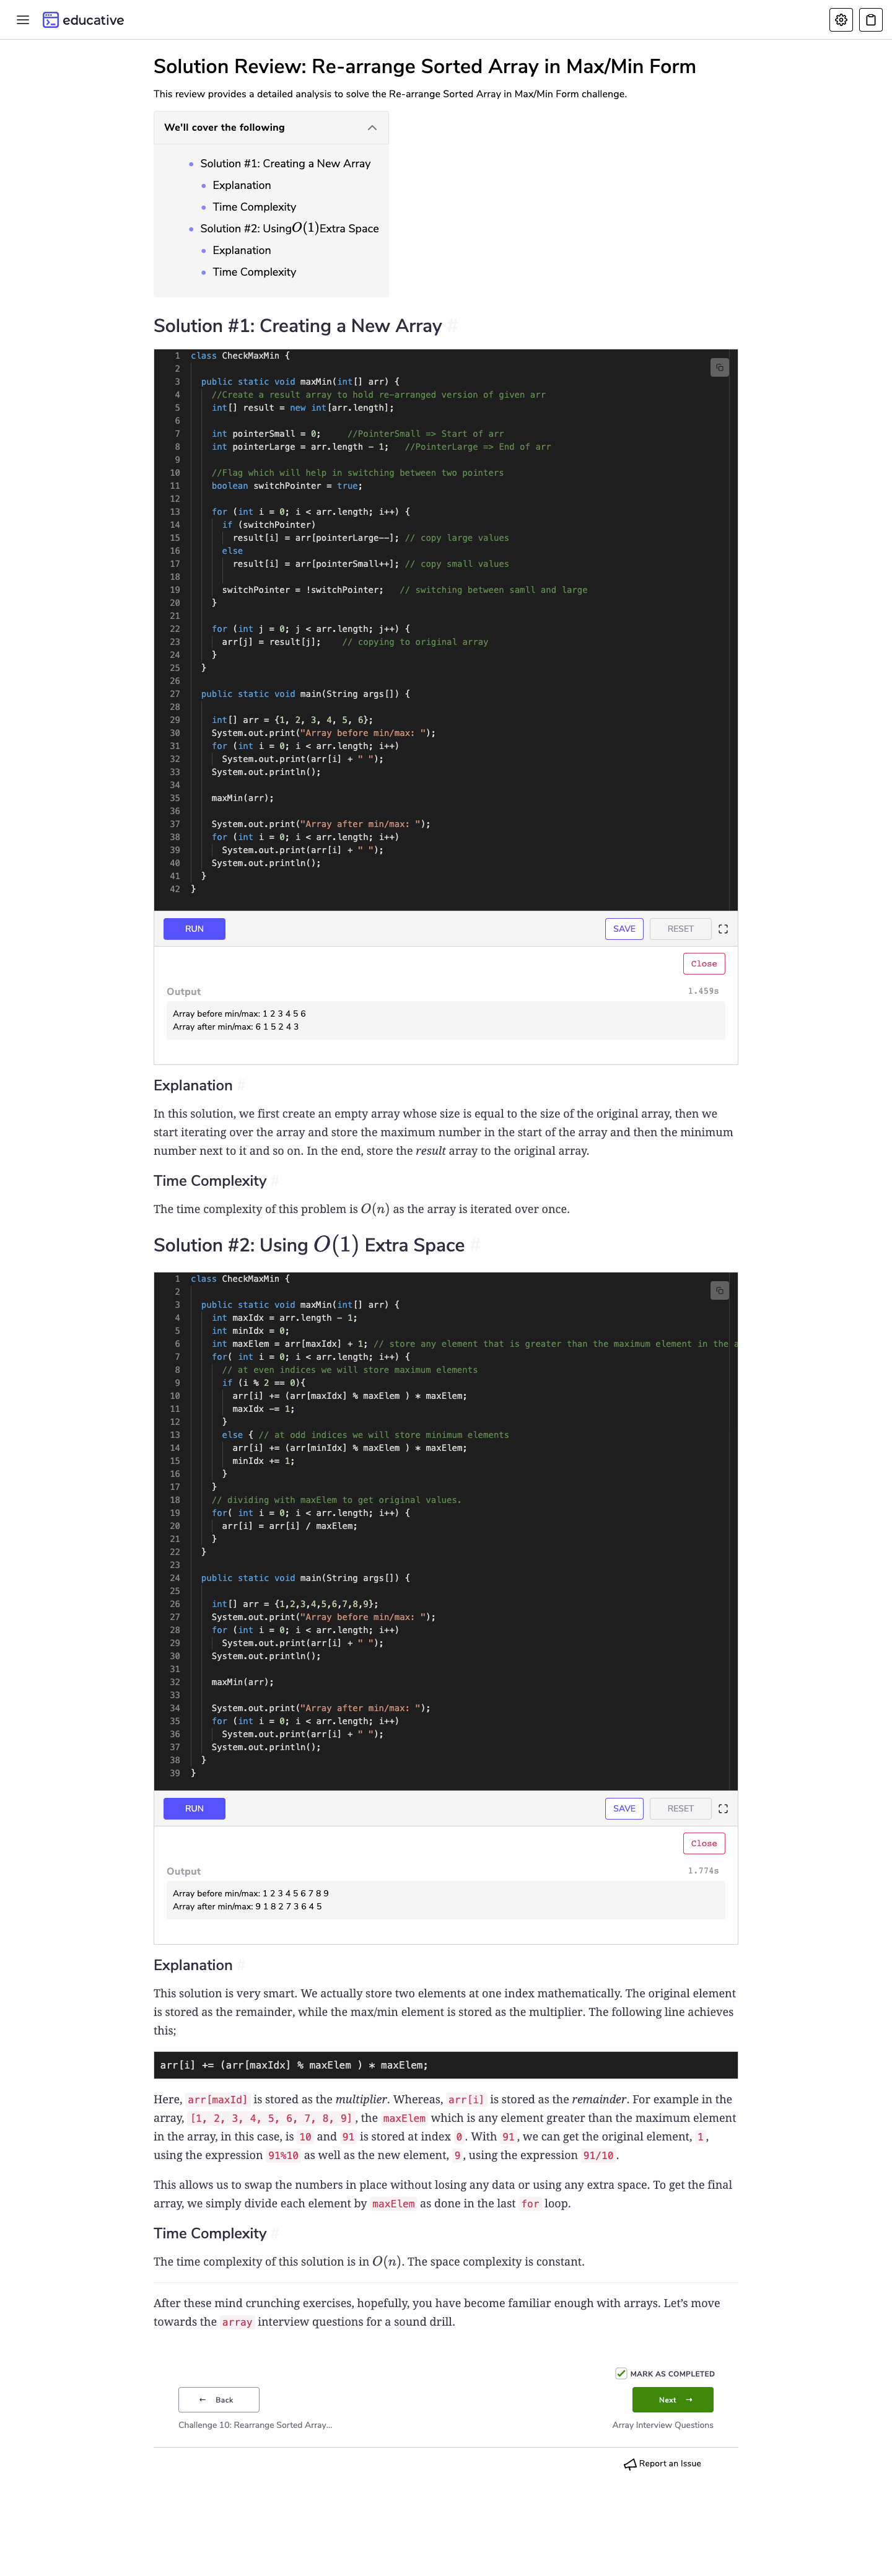 educative
Solution Review: Re-arrange Sorted Array in Max/Min Form
This review provides a detailed analysis to solve the Re-arrange Sorted Array in Max/Min Form challenge.
We'll cover the following
Solution #1: Creating a New Array
Explanation
Time Complexity
Solution #2: UsingO(1)Extra Space
Explanation
Time Complexity
Solution #1: Creating a New Array #
1 class CheckMaxMin {
2
3 public static void maxMin(int[] arr) {
4 //Create a result array to hold re-arranged version of given arr
5 int[] result = new int[arr.length];
6
7 int pointerSmall = 0; //PointerSmall => Start of arr
8 int pointerLarge = arr.length - 1; //PointerLarge => End of arr
9
10 //Flag which will help in switching between two pointers
11 boolean switchPointer = true;
12
13 for (int i = 0; i < arr.length; i++) {
14 if (switchPointer)
15 result[i] = arr[pointerLarge--]; // copy large values
16 else
17 result[i] = arr[pointerSmall++]; // copy small values
18
19 switchPointer = !switchPointer; // switching between samll and large
20 }
21
22 for (int j = 0; j < arr.length; j++) {
23 arr[j] = result[j]; // copying to original array
24 }
25 }
26
27 public static void main(String args[]) {
28
29 int[] arr = {1, 2, 3, 4, 5, 6};
30 System.out.print("Array before min/max: ");
31 for (int i = 0; i < arr.length; i++)
32 System.out.print(arr[i] + " ");
33 System.out.println();
34
35 maxMin(arr);
36
37 System.out.print("Array after min/max: ");
38 for (int i = 0; i < arr.length; i++)
39 System.out.print(arr[i] + " ");
40 System.out.println();
41 }
42 }
RUN SAVE RESET
Close
Output 1.459s
Array before min/max: 1 2 3 4 5 6
Array after min/max: 6 1 5 2 4 3
Explanation #
In this solution, we first create an empty array whose size is equal to the size of the original array, then we
start iterating over the array and store the maximum number in the start of the array and then the minimum
number next to it and so on. In the end, store the result array to the original array.
Time Complexity #
The time complexity of this problem is O(n) as the array is iterated over once.
Solution #2: Using O(1) Extra Space #
1 class CheckMaxMin {
2
3 public static void maxMin(int[] arr) {
4 int maxIdx = arr.length - 1;
5 int minIdx = 0;
6 int maxElem = arr[maxIdx] + 1; // store any element that is greater than the maximum element in the a
7 for( int i = 0; i < arr.length; i++) {
8 // at even indices we will store maximum elements
9 if (i % 2 == 0){
10 arr[i] += (arr[maxIdx] % maxElem ) * maxElem;
11 maxIdx -= 1;
12 }
13 else { // at odd indices we will store minimum elements
14 arr[i] += (arr[minIdx] % maxElem ) * maxElem;
15 minIdx += 1;
16 }
17 }
18 // dividing with maxElem to get original values.
19 for( int i = 0; i < arr.length; i++) {
20 arr[i] = arr[i] / maxElem;
21 }
22 }
23
24 public static void main(String args[]) {
25
26 int[] arr = {1,2,3,4,5,6,7,8,9};
27 System.out.print("Array before min/max: ");
28 for (int i = 0; i < arr.length; i++)
29 System.out.print(arr[i] + " ");
30 System.out.println();
31
32 maxMin(arr);
33
34 System.out.print("Array after min/max: ");
35 for (int i = 0; i < arr.length; i++)
36 System.out.print(arr[i] + " ");
37 System.out.println();
38 }
39 }
RUN SAVE RESET
Close
Output 1.774s
Array before min/max: 1 2 3 4 5 6 7 8 9
Array after min/max: 9 1 8 2 7 3 6 4 5
Explanation #
This solution is very smart. We actually store two elements at one index mathematically. The original element
is stored as the remainder, while the max/min element is stored as the multiplier. The following line achieves
this;
arr[i] += (arr[maxIdx] % maxElem ) * maxElem;
Here, arr[maxId] is stored as the multiplier. Whereas, arr[i] is stored as the remainder. For example in the
array, [1, 2, 3, 4, 5, 6, 7, 8, 9], the maxElem which is any element greater than the maximum element
in the array, in this case, is 10 and 91 is stored at index 0. With 91, we can get the original element, 1,
using the expression 91%10 as well as the new element, 9, using the expression 91/10.
This allows us to swap the numbers in place without losing any data or using any extra space. To get the final
array, we simply divide each element by maxElem as done in the last for loop.
Time Complexity #
The time complexity of this solution is in O(n). The space complexity is constant.
After these mind crunching exercises, hopefully, you have become familiar enough with arrays. Let's move
towards the array interview questions for a sound drill.
MARK AS COMPLETED
← Back Next →
Challenge 10: Rearrange Sorted Array... Array Interview Questions
Report an Issue